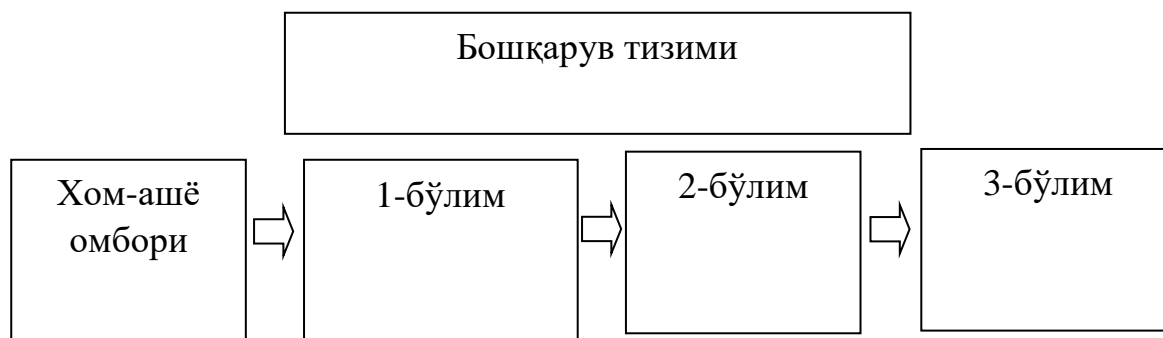 Бошқарув тизими
Хом-ашё
омбори
1-бўлим
2-бўлим
3-бўлим